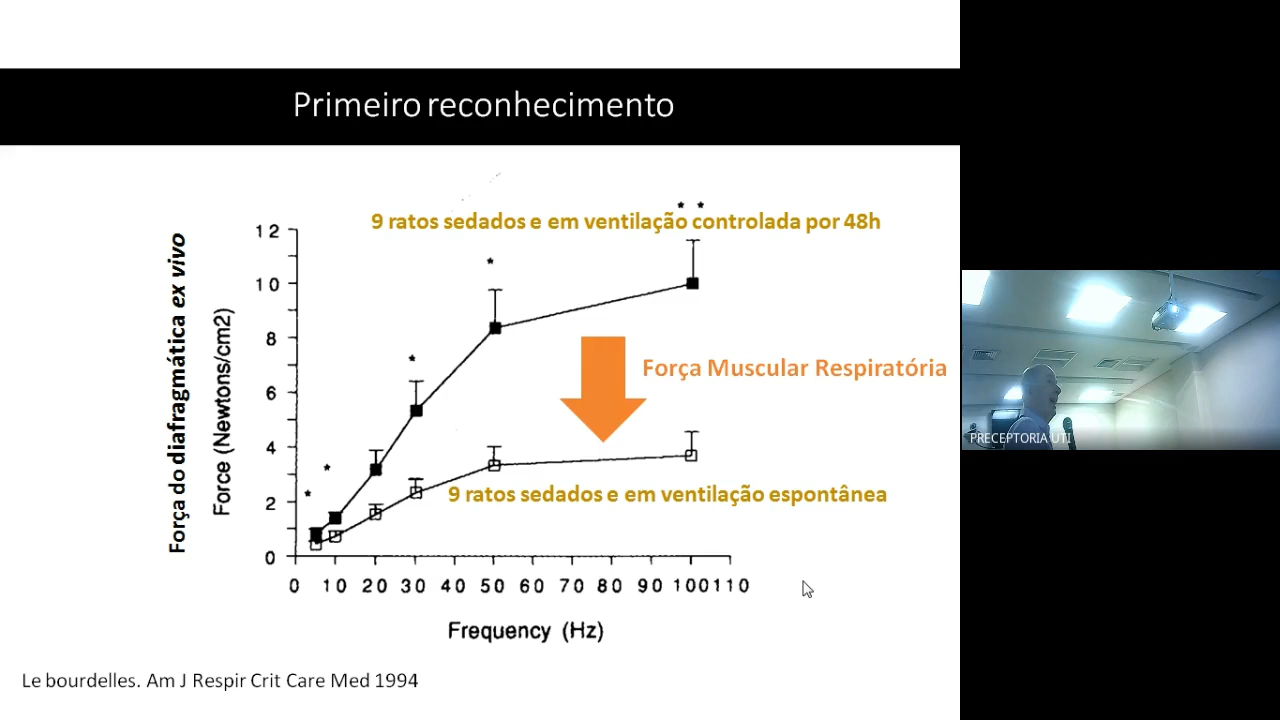 Primeiro reconhecimento
9 ratos sedados e em ventilação controlada por 48h
* *
*
*
*
*
Força do diafragmática ex vivo
Force (Newtons/cm2)
12
10
8
6
4
2
0
Força Muscular Respiratória
9 ratos sedados e em ventilação espontânea
0 10 20 30 40 50 60 70 80 90 100 110
Frequency (Hz)
Le bourdelles. Am J Respir Crit Care Med 1994
PRECEPTORIA UTI